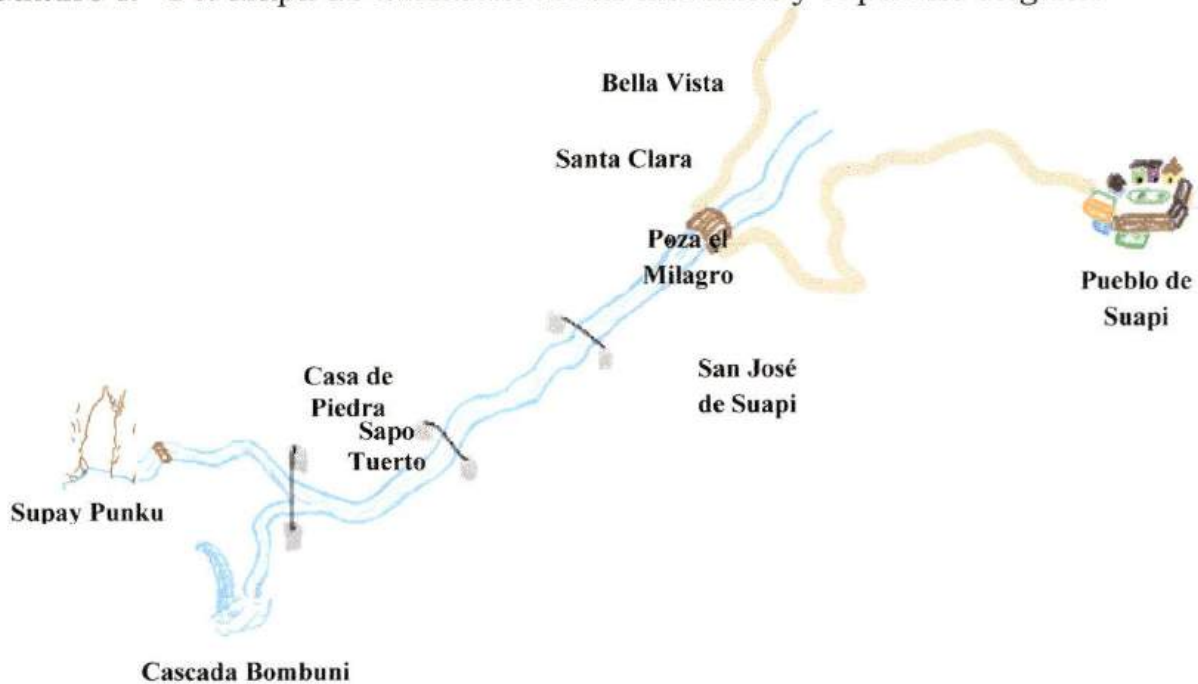 Bella Vista
Santa Clara
Poza el
Milagro
Pueblo de
Suapi
San José
de Suapi
Casa de
Piedra
Sapo
Tuerto
Supay Punku
Cascada Bombuni